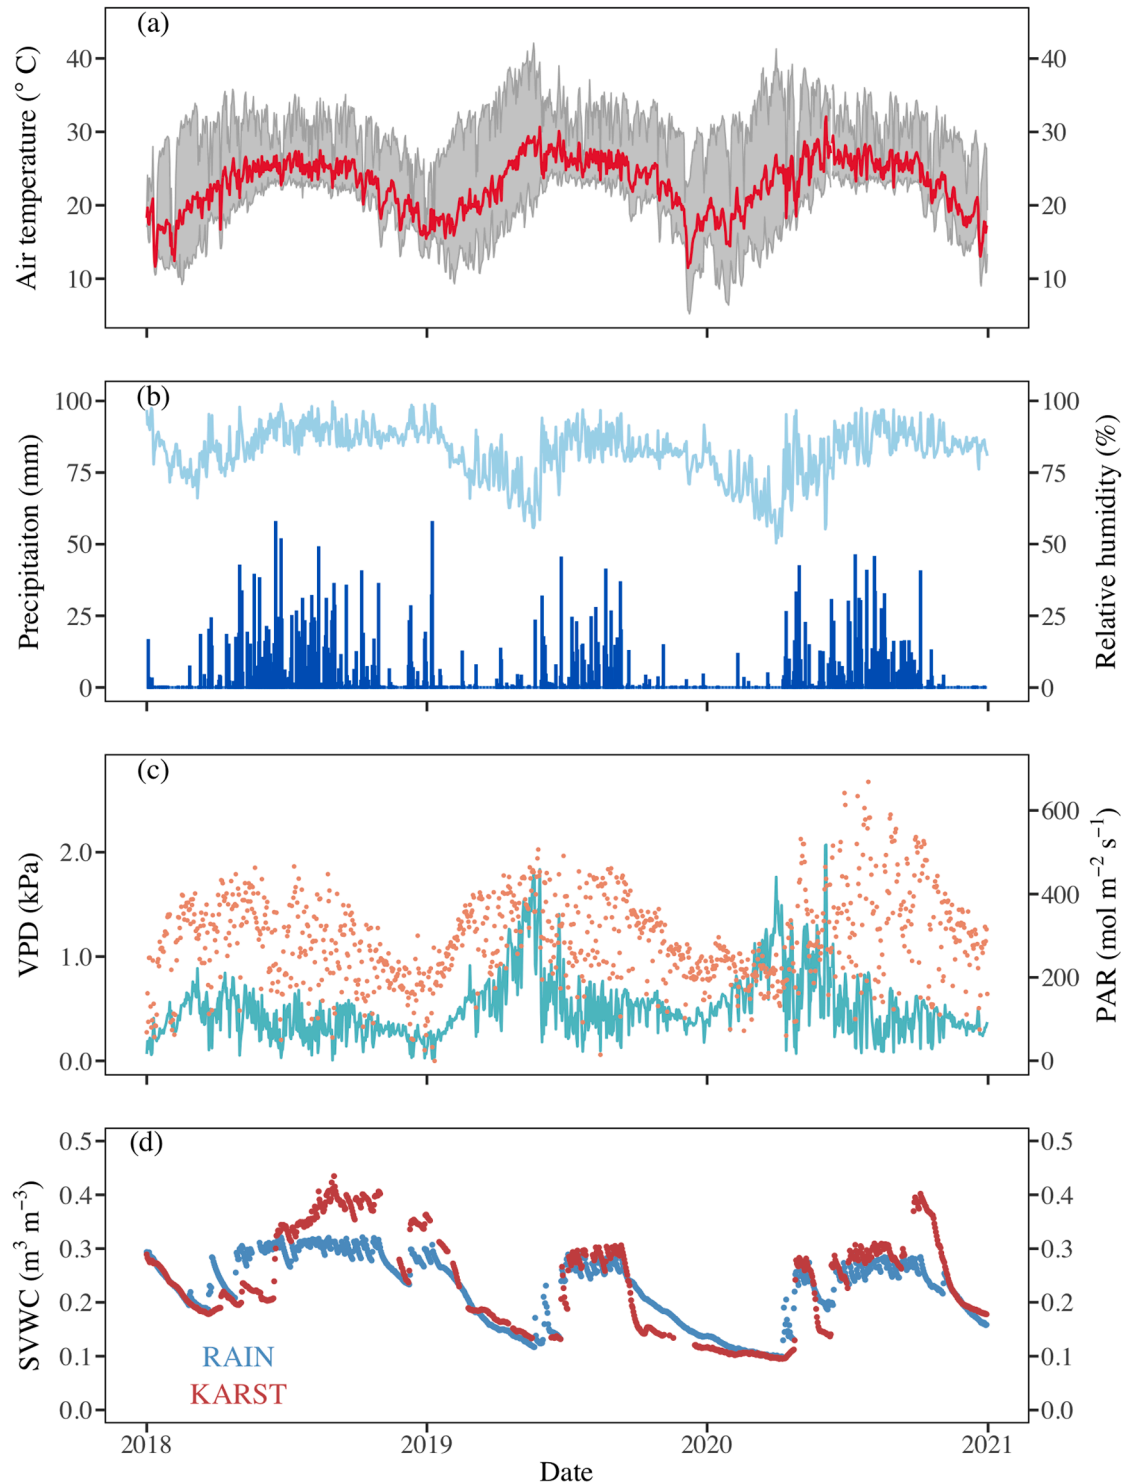 (a)
Air temperature (° C)
40
30
20
10
40
30
20
10
(b)
Precipitaiton (mm)
100
75
50
25
0
100
75
50
25
0
Relative humidity (%)
(c)
VPD (kPa)
2.0
1.0
0.0
600
400
200
0
PAR (mol m⁻² s⁻¹)
(d)
SVWC (m³ m⁻³)
0.5
0.4
0.3
0.2
0.1
0.0
0.5
0.4
0.3
0.2
0.1
0.0
RAIN
KARST
2018 2019 2020 2021
Date